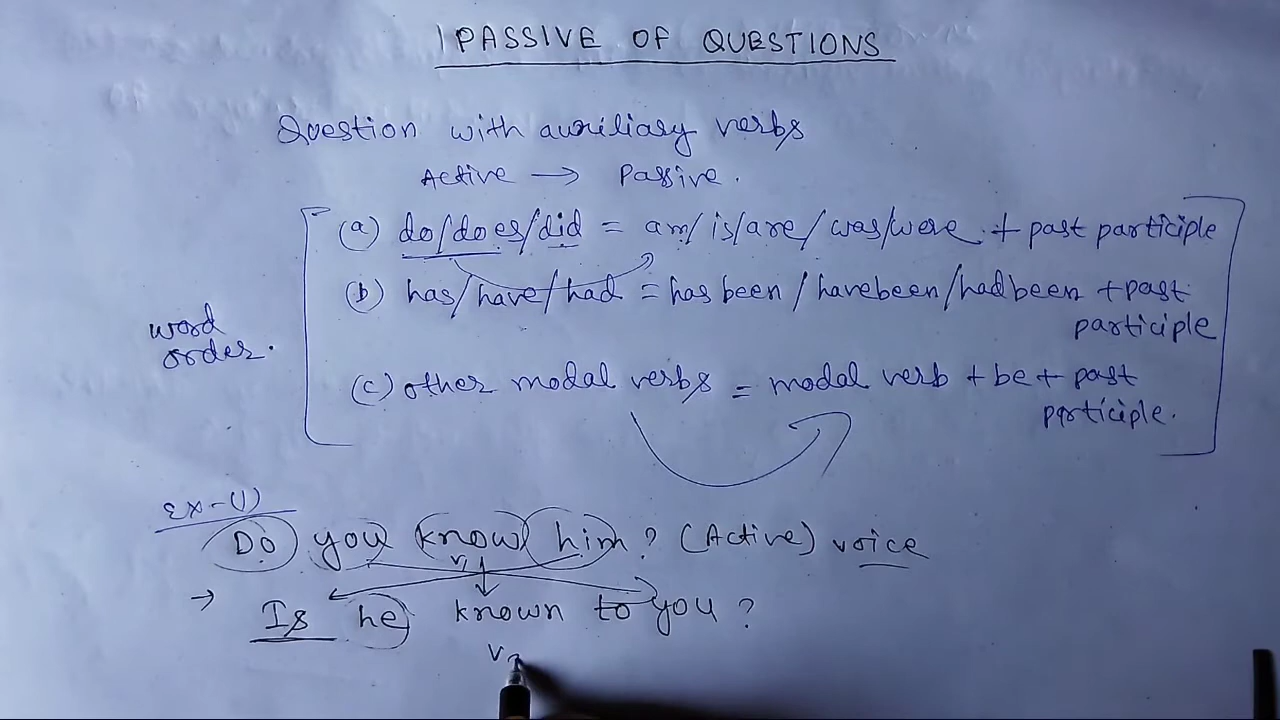 PASSIVE OF QUESTIONS
Question with auxiliary verbs
Active → Passive.
(a) do/does/did = am/is/are/was/were + past participle
(b) has/have/had = has been/have been/had been + past
participle
word
order.
(c) other modal verbs = modal verb + be + past
participle.
Ex-(1)
Do you know him? (Active) voice
V1
→ Is he known to you?
V